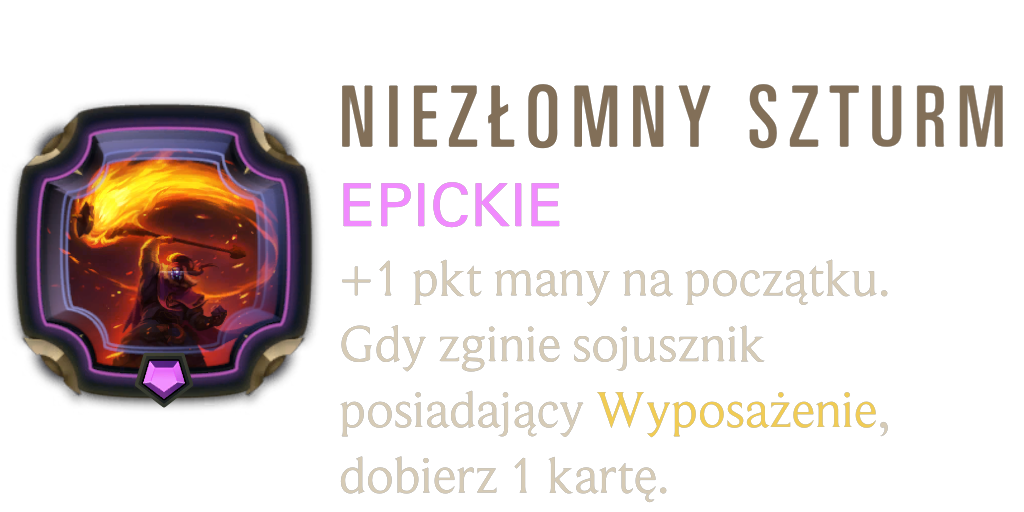 NIEZŁOMNY SZTURM
EPICKIE
+1 pkt many na początku.
Gdy zginie sojusznik
posiadający Wyposażenie,
dobierz 1 kartę.